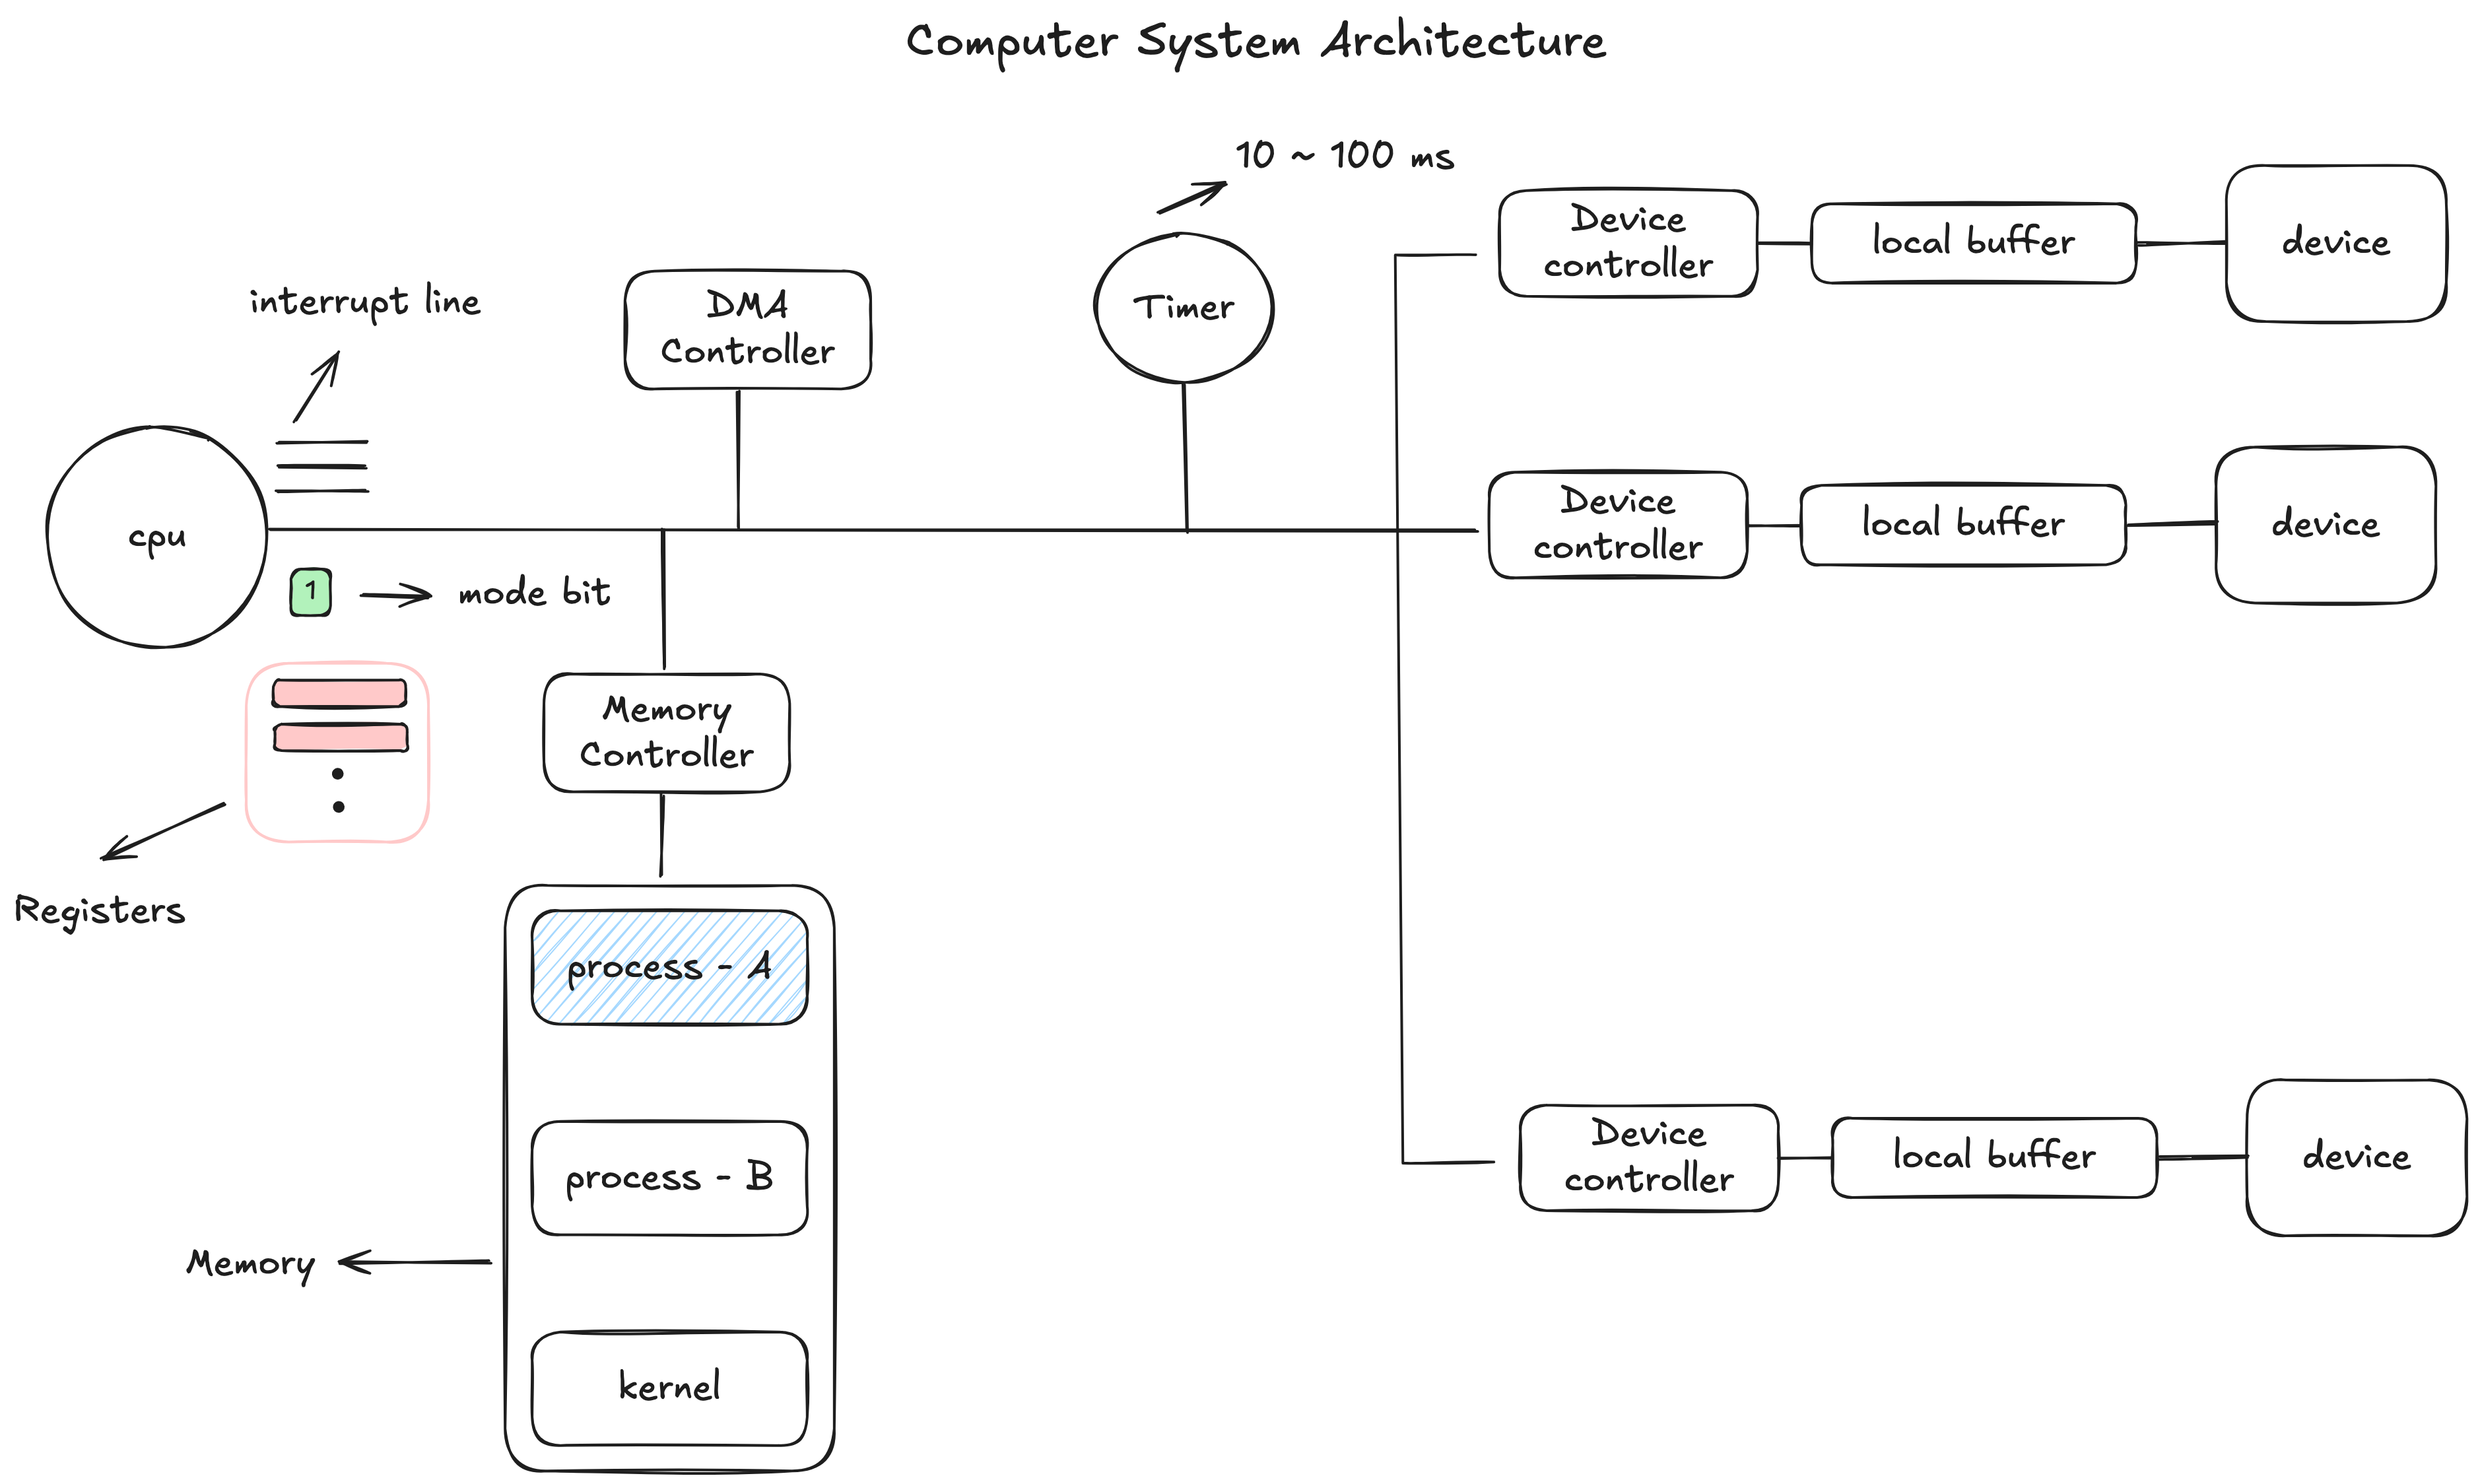 Computer System Architecture
10 ~ 100 ms
Device
controller
local buffer
device
interrupt line
DMA
Controller
Timer
cpu
Device
controller
local buffer
device
1
mode bit
Memory
Controller
Registers
process - A
Device
controller
local buffer
device
process - B
Memory
kernel